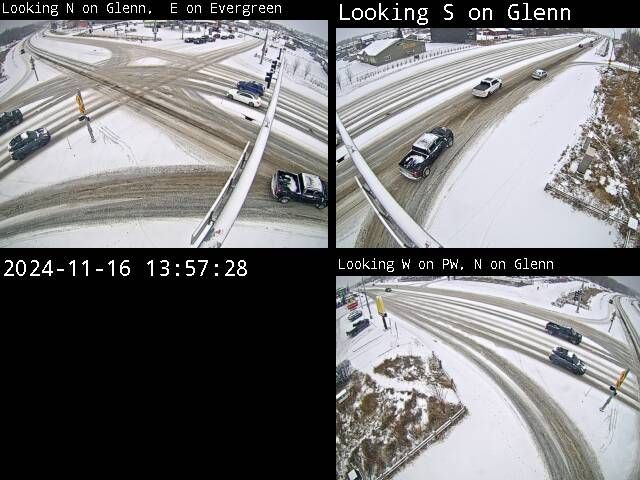 Looking N on Glenn, E on Evergreen
Looking S on Glenn
2024-11-16 13:57:28
Looking W on PW, N on Glenn